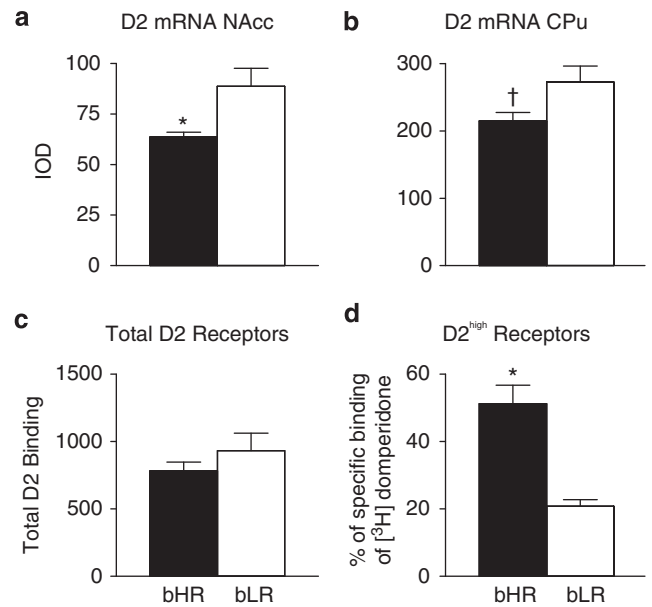 a
D2 mRNA NAcc
100
75
50
25
0
IOD
*
b
D2 mRNA CPu
300
200
100
0
†
c
Total D2 Receptors
1500
1000
500
0
Total D2 Binding
bHR
bLR
d
D2high Receptors
60
40
20
0
% of specific binding
of [³H] domperidone
*
bHR
bLR